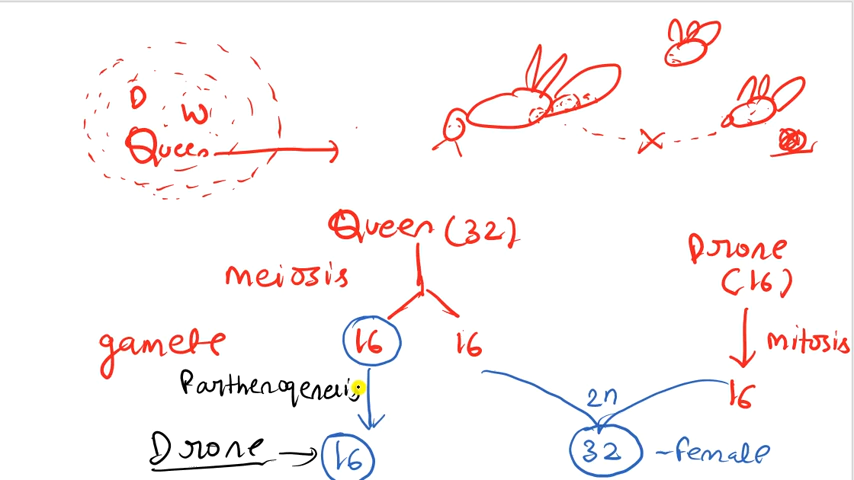 D
W
Queen
Queen (32)
Drone
(16)
meiosis
gamete
16
16
mitosis
16
Parthenogenesis
2n
Drone
16
32
-female